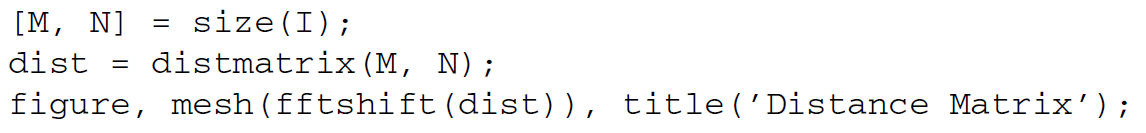 [M, N] = size(I);
dist = distmatrix(M, N);
figure, mesh(fftshift(dist)), title(’Distance Matrix’);